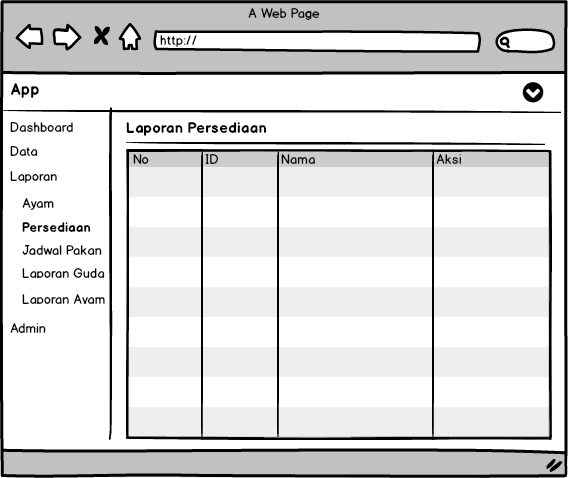 A Web Page
http://
App
Dashboard
Data
Laporan
Ayam
Persediaan
Jadwal Pakan
Laporan Guda
Laporan Ayam
Admin
Laporan Persediaan
No ID Nama Aksi